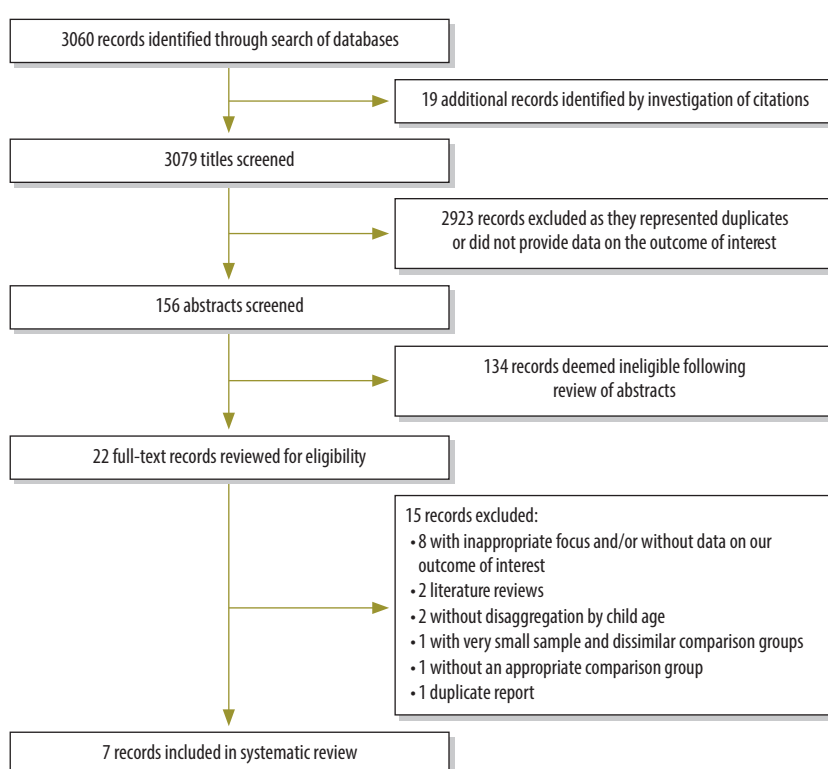 3060 records identified through search of databases
19 additional records identified by investigation of citations
3079 titles screened
2923 records excluded as they represented duplicates
or did not provide data on the outcome of interest
156 abstracts screened
134 records deemed ineligible following
review of abstracts
22 full-text records reviewed for eligibility
15 records excluded:
• 8 with inappropriate focus and/or without data on our
outcome of interest
• 2 literature reviews
• 2 without disaggregation by child age
• 1 with very small sample and dissimilar comparison groups
• 1 without an appropriate comparison group
• 1 duplicate report
7 records included in systematic review